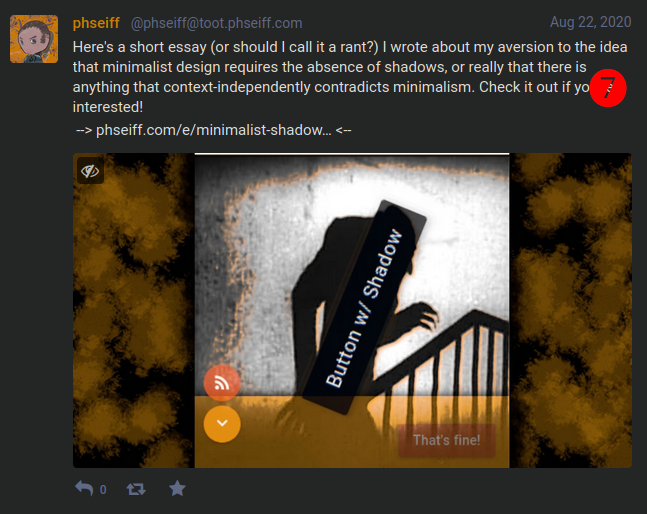 phseiff @phseiff@toot.phseiff.com Aug 22, 2020
Here's a short essay (or should I call it a rant?) I wrote about my aversion to the idea
that minimalist design requires the absence of shadows, or really that there is
anything that context-independently contradicts minimalism. Check it out if
7
interested!
--> phseiff.com/e/minimalist-shadow… <--
Button w/ Shadow
That's fine!
0